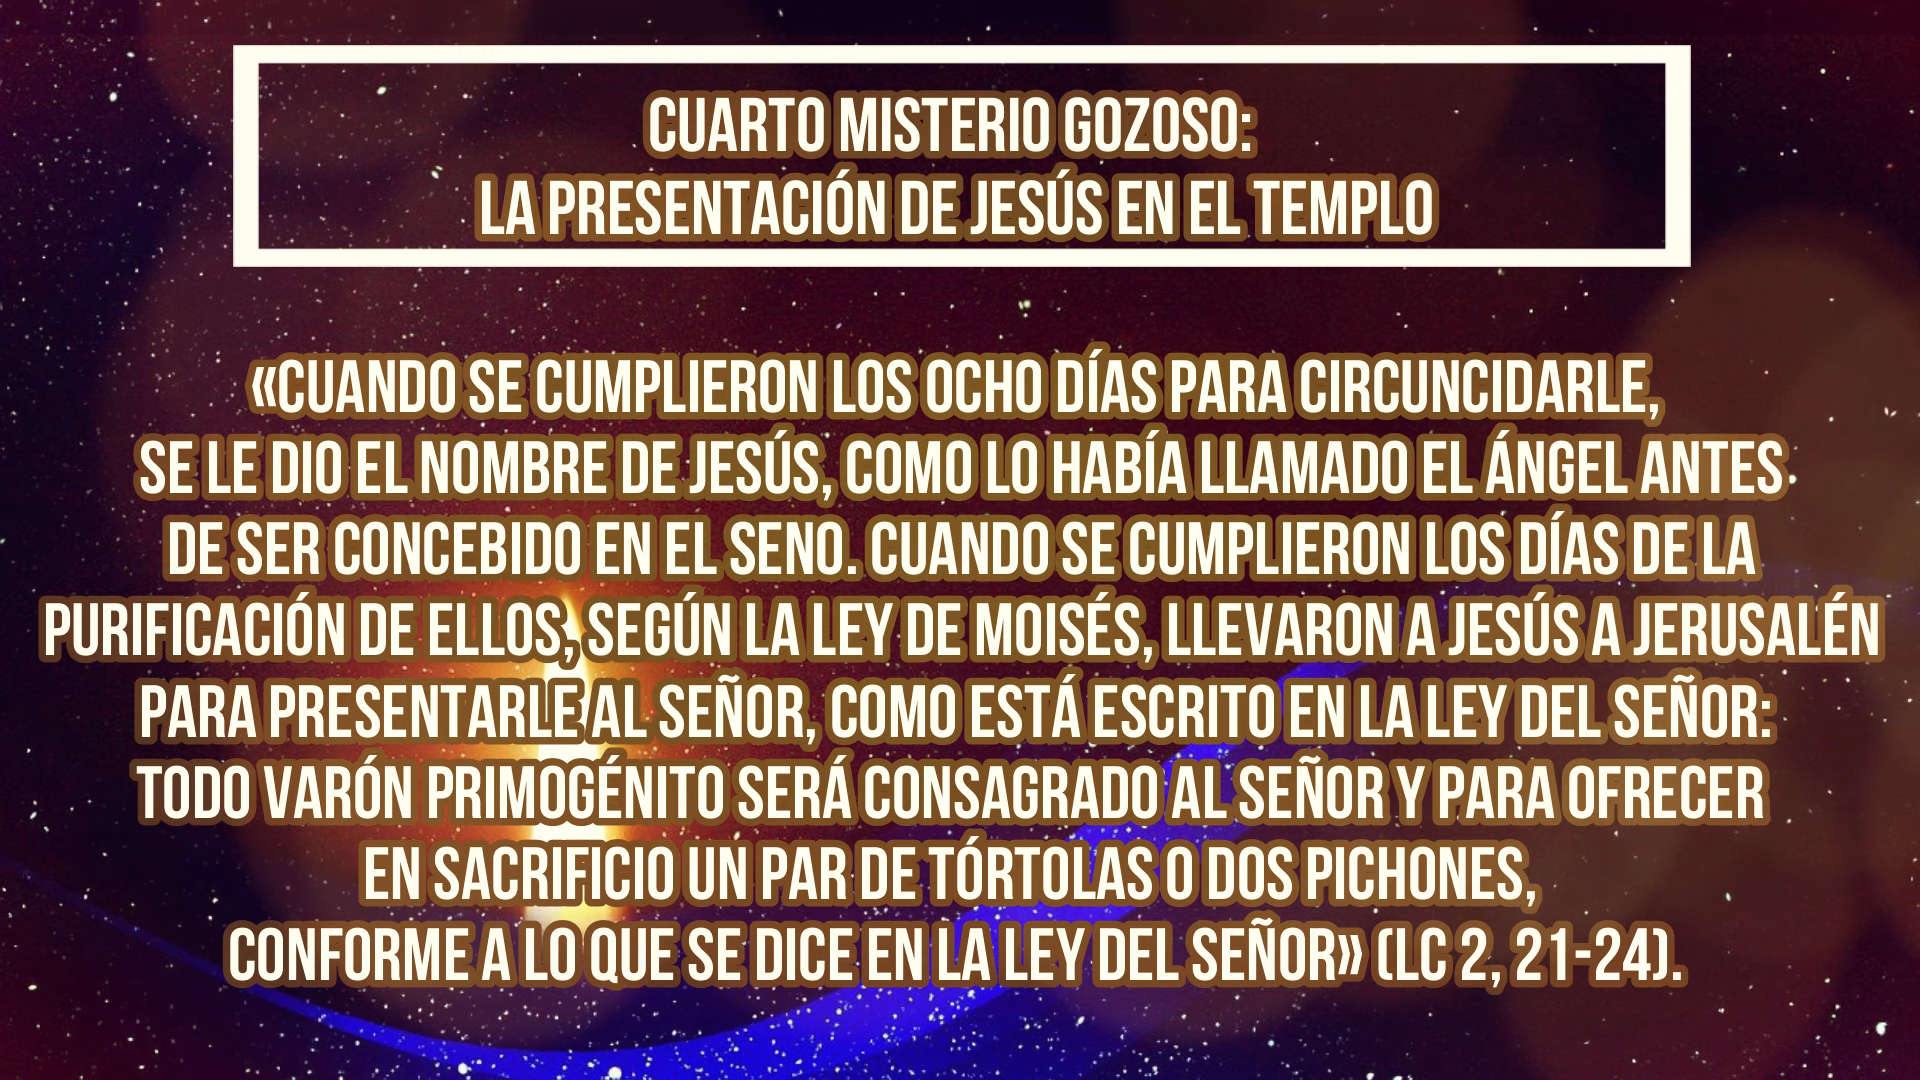 CUARTO MISTERIO GOZOSO:
LA PRESENTACIÓN DE JESÚS EN EL TEMPLO
«CUANDO SE CUMPLIERON LOS OCHO DÍAS PARA CIRCUNCIDARLE,
SE LE DIO EL NOMBRE DE JESÚS, COMO LO HABÍA LLAMADO EL ÁNGEL ANTES
DE SER CONCEBIDO EN EL SENO. CUANDO SE CUMPLIERON LOS DÍAS DE LA
PURIFICACIÓN DE ELLOS, SEGÚN LA LEY DE MOISÉS, LLEVARON A JESÚS A JERUSALÉN
PARA PRESENTARLE AL SEÑOR, COMO ESTÁ ESCRITO EN LA LEY DEL SEÑOR:
TODO VARÓN PRIMOGÉNITO SERÁ CONSAGRADO AL SEÑOR Y PARA OFRECER
EN SACRIFICIO UN PAR DE TÓRTOLAS O DOS PICHONES,
CONFORME A LO QUE SE DICE EN LA LEY DEL SEÑOR» (LC 2, 21-24).